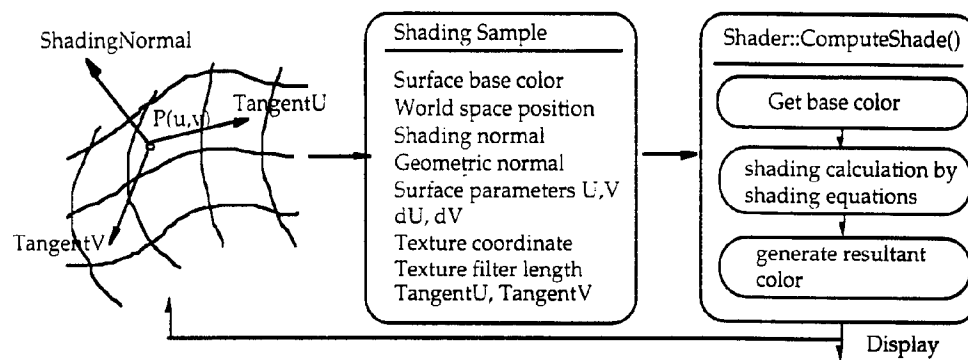 ShadingNormal
P(u,v)
TangentU
TangentV
Shading Sample
Surface base color
World space position
Shading normal
Geometric normal
Surface parameters U,V
dU, dV
Texture coordinate
Texture filter length
TangentU, TangentV
Shader::ComputeShade()
Get base color
shading calculation by
shading equations
generate resultant
color
Display